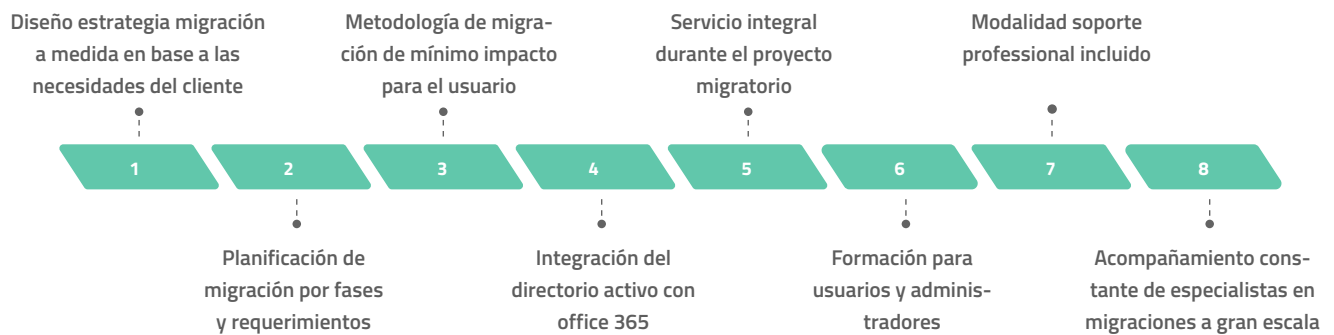 Diseño estrategia migración
a medida en base a las
necesidades del cliente
Metodología de migra-
ción de mínimo impacto
para el usuario
Servicio integral
durante el proyecto
migratorio
Modalidad soporte
professional incluido
1
2
3
4
5
6
7
8
Planificación de
migración por fases
y requerimientos
Integración del
directorio activo con
office 365
Formación para
usuarios y adminis-
tradores
Acompañamiento cons-
tante de especialistas en
migraciones a gran escala